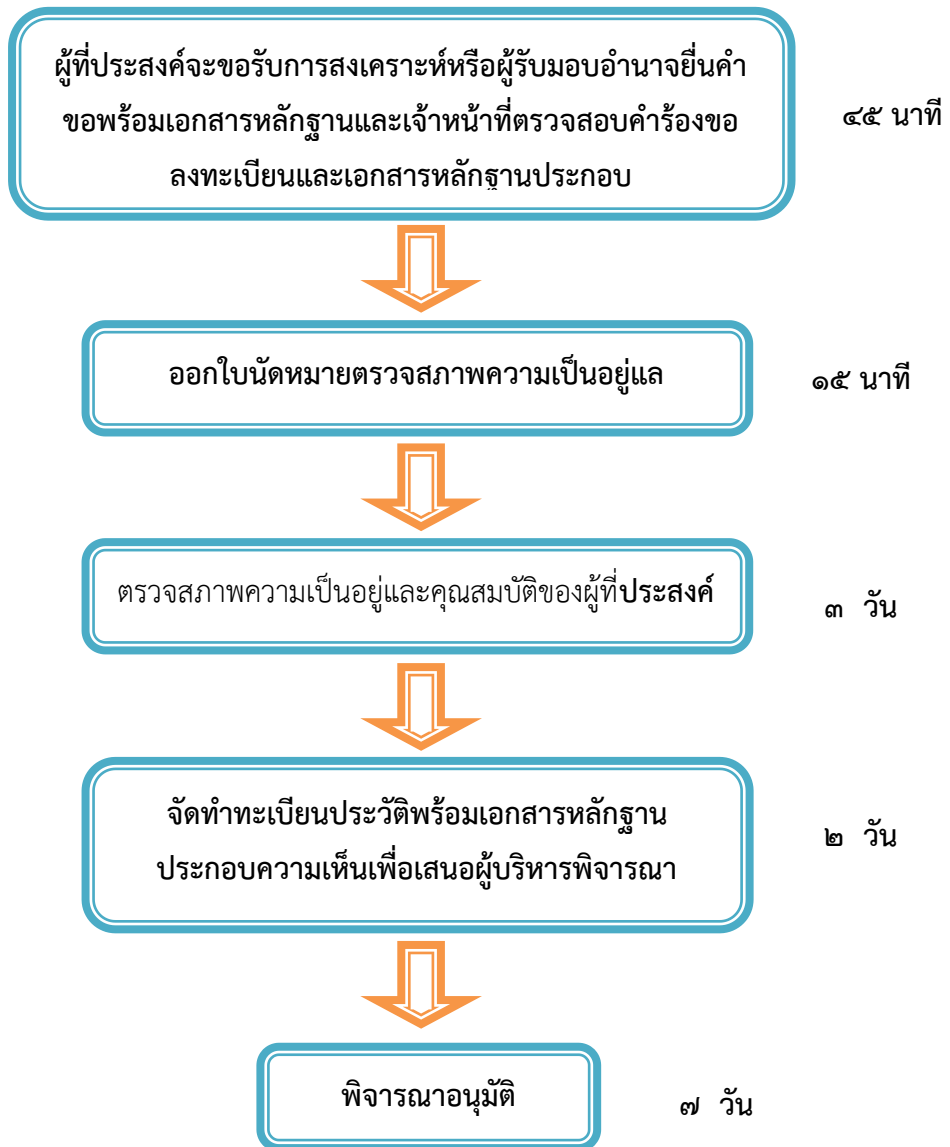 ผู้ที่ประสงค์จะขอรับการสงเคราะห์หรือผู้รับมอบอำนาจยื่นคำ
ขอพร้อมเอกสารหลักฐานและเจ้าหน้าที่ตรวจสอบคำร้องขอ
ลงทะเบียนและเอกสารหลักฐานประกอบ
๔๕ นาที
ออกใบนัดหมายตรวจสภาพความเป็นอยู่แล
๑๕ นาที
ตรวจสภาพความเป็นอยู่และคุณสมบัติของผู้ที่ประสงค์
๓ วัน
จัดทำทะเบียนประวัติพร้อมเอกสารหลักฐาน
ประกอบความเห็นเพื่อเสนอผู้บริหารพิจารณา
๒ วัน
พิจารณาอนุมัติ
๗ วัน